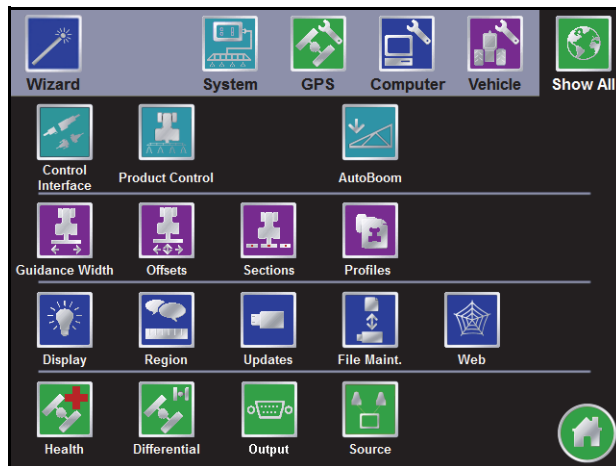 Wizard
System
GPS
Computer
Vehicle
Show All
Control
Interface
Product Control
AutoBoom
Guidance Width
Offsets
Sections
Profiles
Display
Region
Updates
File Maint.
Web
Health
Differential
Output
Source